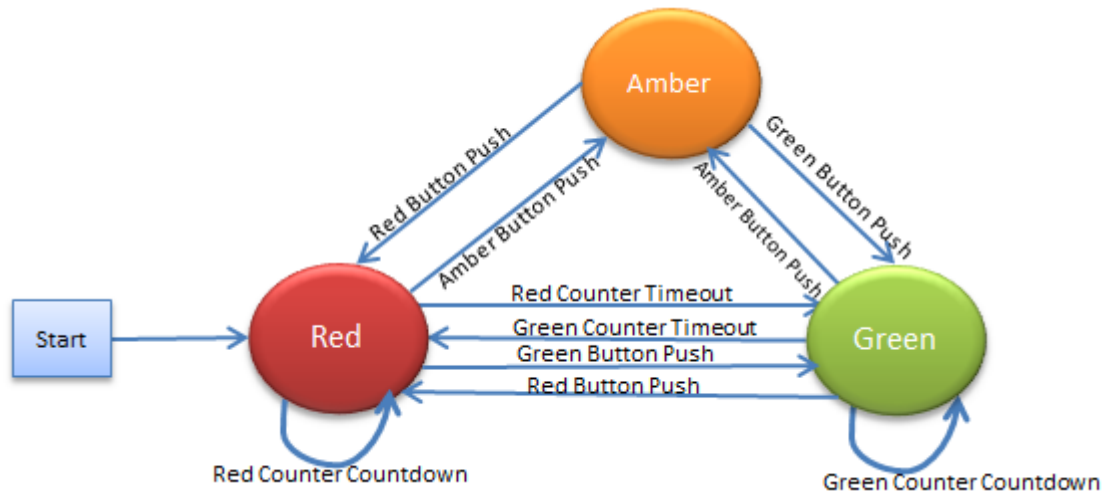 Amber
Red Button Push
Amber Button Push
Green Button Push
Amber Button Push
Start
Red
Red Counter Timeout
Green Counter Timeout
Green Button Push
Red Button Push
Green
Red Counter Countdown
Green Counter Countdown